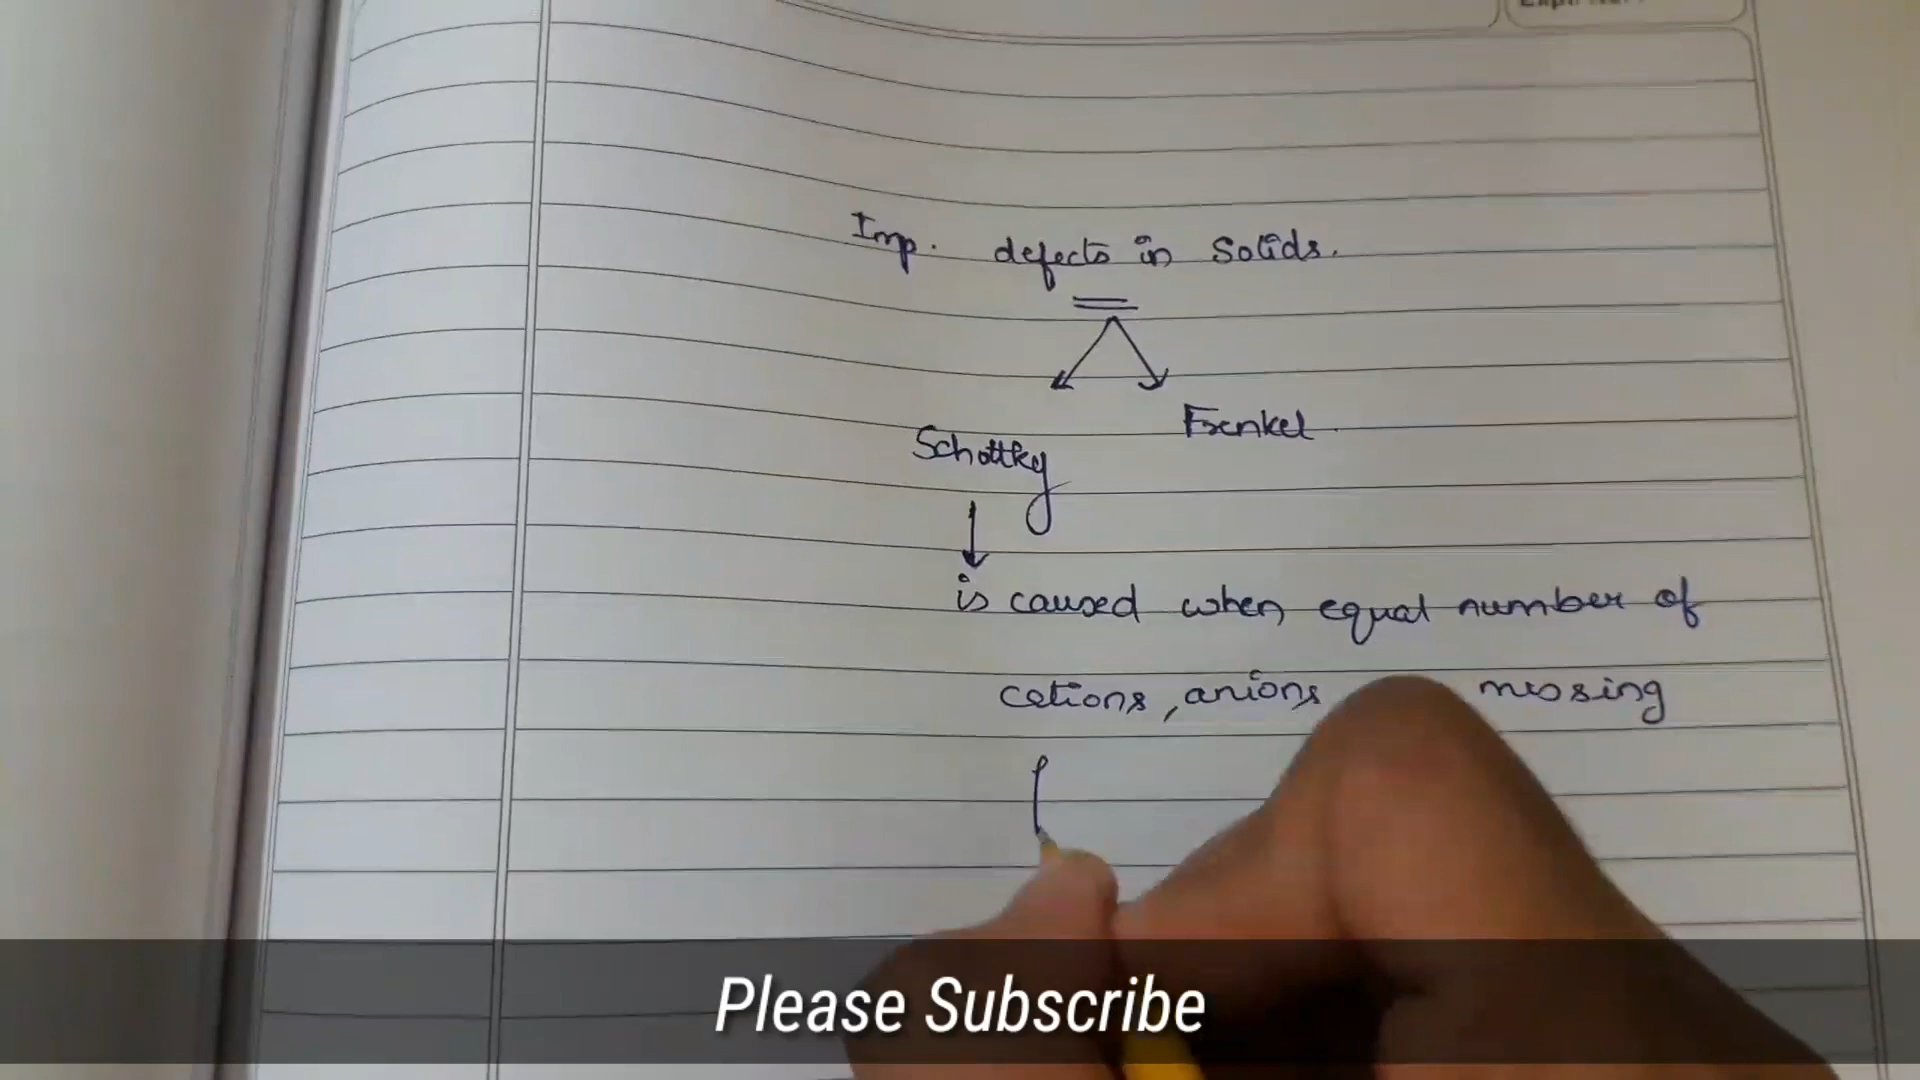 Imp. defects in Solids.
Frenkel
Schottky
is caused when equal number of
cations, anions missing
Please Subscribe